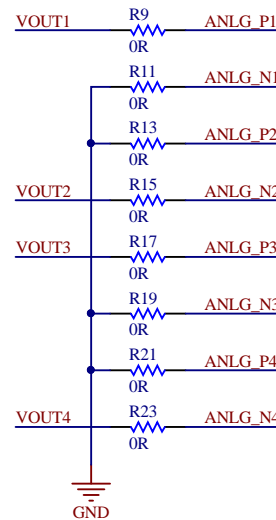 VOUT1 R9 ANLG_P1
0R
R11 ANLG_N1
0R
R13 ANLG_P2
0R
VOUT2 R15 ANLG_N2
0R
VOUT3 R17 ANLG_P3
0R
R19 ANLG_N3
0R
R21 ANLG_P4
0R
VOUT4 R23 ANLG_N4
0R
GND